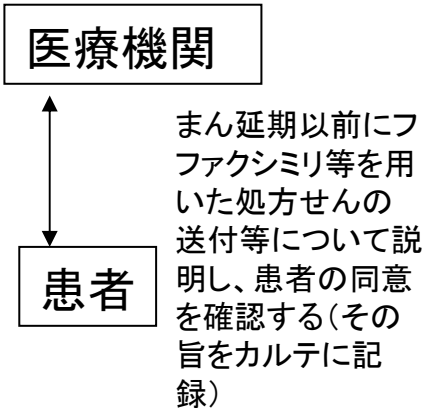 医療機関
まん延期以前にフ
ファクシミリ等を用
いた処方せんの
送付等について説
明し、患者の同意
を確認する(その
旨をカルテに記
録)
患者